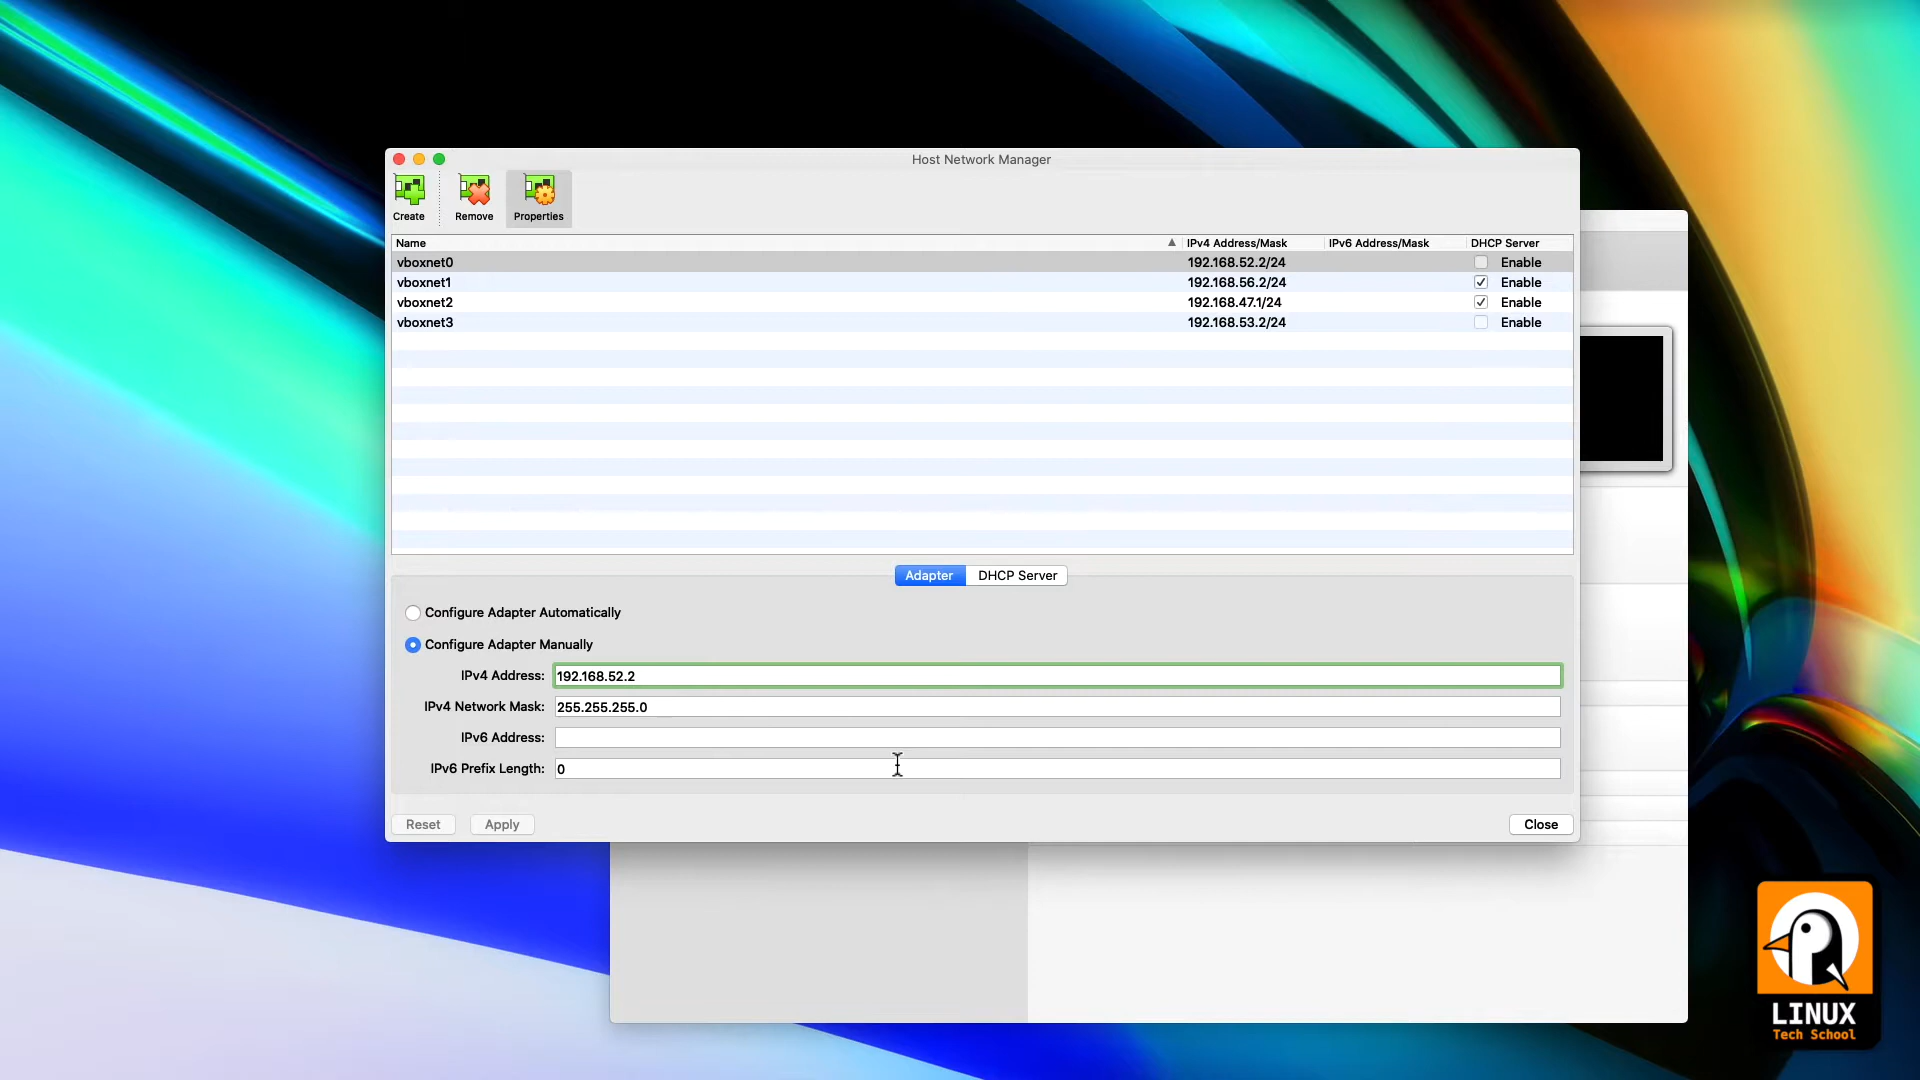 Host Network Manager
Create Remove Properties
Name IPv4 Address/Mask IPv6 Address/Mask DHCP Server
vboxnet0 192.168.52.2/24 Enable
vboxnet1 192.168.56.2/24 Enable
vboxnet2 192.168.47.1/24 Enable
vboxnet3 192.168.53.2/24 Enable
Adapter DHCP Server
Configure Adapter Automatically
Configure Adapter Manually
IPv4 Address: 192.168.52.2
IPv4 Network Mask: 255.255.255.0
IPv6 Address:
IPv6 Prefix Length: 0
Reset Apply Close
LINUX
Tech School